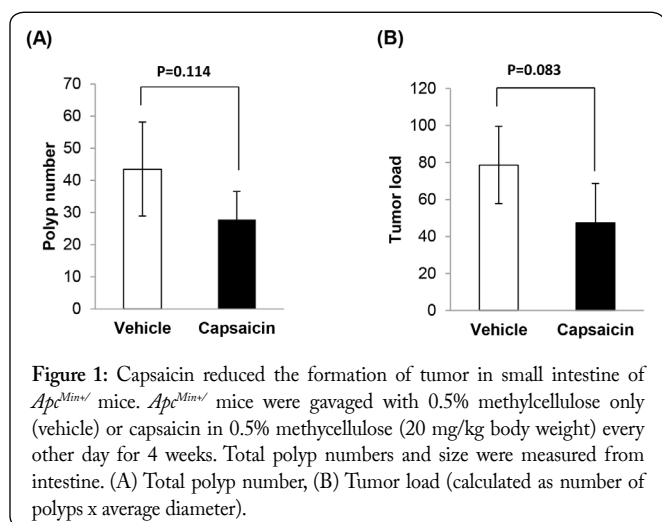 (A)
P=0.114
Polyp number
70
60
50
40
30
20
10
0
Vehicle Capsaicin
(B)
P=0.083
Tumor load
120
100
80
60
40
20
0
Vehicle Capsaicin
Figure 1: Capsaicin reduced the formation of tumor in small intestine of
ApcMin+/ mice. ApcMin+/ mice were gavaged with 0.5% methylcellulose only
(vehicle) or capsaicin in 0.5% methycellulose (20 mg/kg body weight) every
other day for 4 weeks. Total polyp numbers and size were measured from
intestine. (A) Total polyp number, (B) Tumor load (calculated as number of
polyps x average diameter).